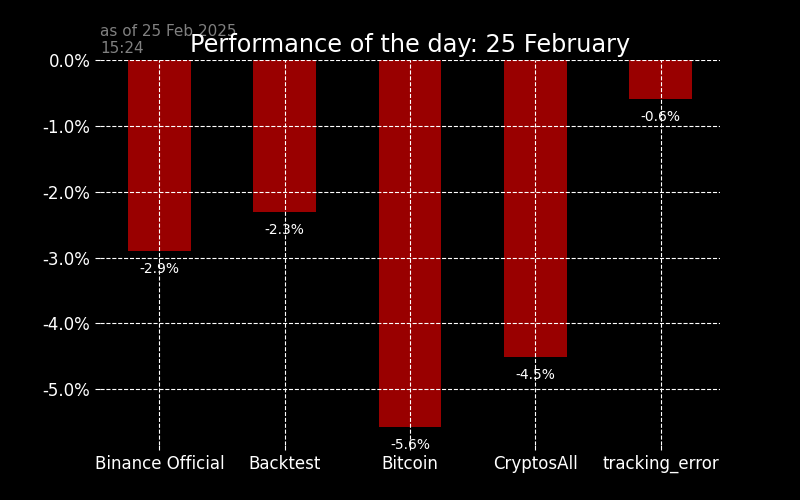 as of 25 Feb 2025
15:24
Performance of the day: 25 February
0.0%
-1.0%
-2.0%
-3.0%
-4.0%
-5.0%
-2.9%
-2.3%
-5.6%
-4.5%
-0.6%
Binance Official
Backtest
Bitcoin
CryptosAll
tracking_error